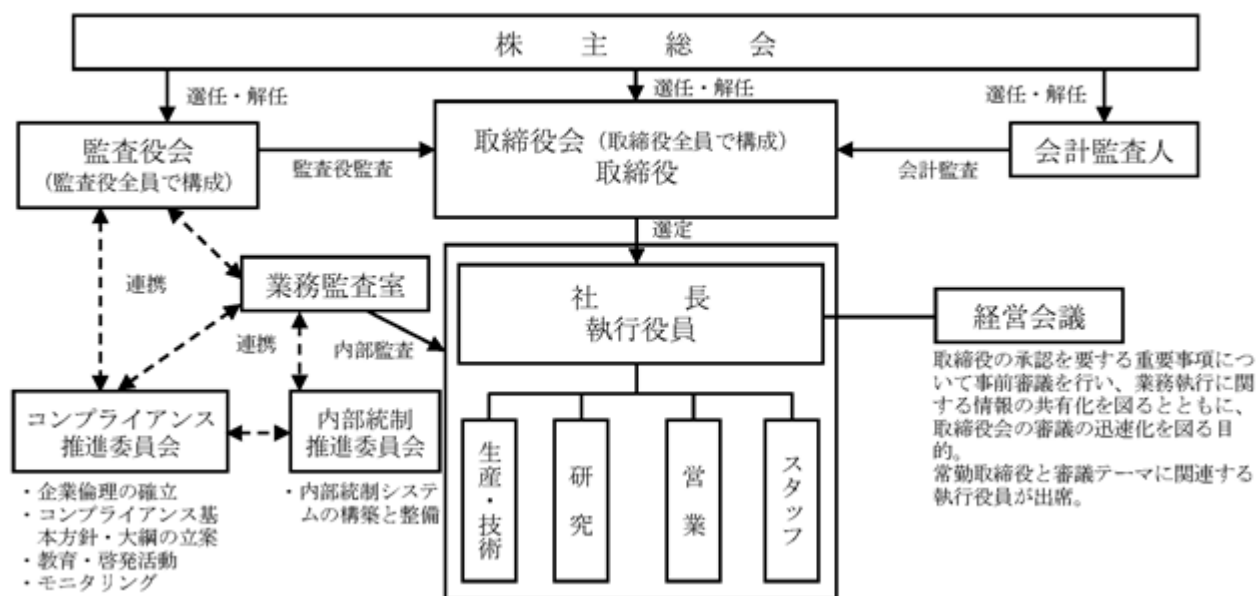 株主総会
選任・解任
選任・解任
選任・解任
監査役会
(監査役全員で構成)
監査役監査
取締役会(取締役全員で構成)
取締役
会計監査
会計監査人
選定
連携
業務監査室
連携
内部監査
社長
執行役員
経営会議
取締役の承認を要する重要事項につ
いて事前審議を行い、業務執行に関
する情報の共有化を図るとともに、
取締役会の審議の迅速化を図る目
的。
常勤取締役と審議テーマに関連する
執行役員が出席。
コンプライアンス
推進委員会
内部統制
推進委員会
・企業倫理の確立
・コンプライアンス基
本方針・大綱の立案
・教育・啓発活動
・モニタリング
・内部統制システ
ムの構築と整備
生産・技術
研究
営業
スタッフ